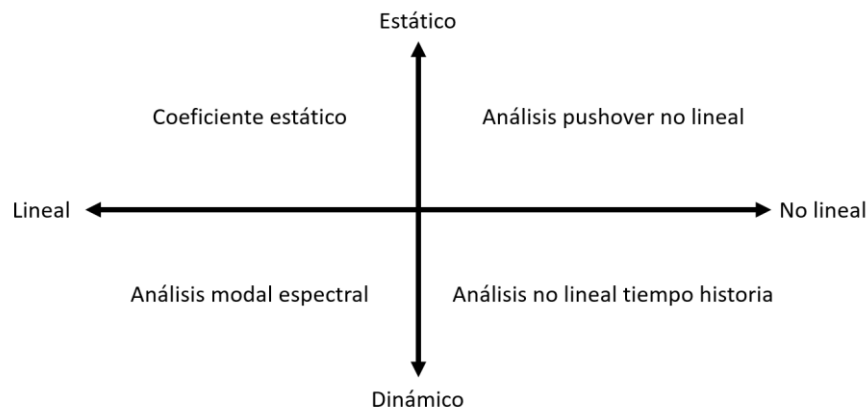 Estático
Coeficiente estático
Análisis pushover no lineal
Lineal
No lineal
Análisis modal espectral
Análisis no lineal tiempo historia
Dinámico